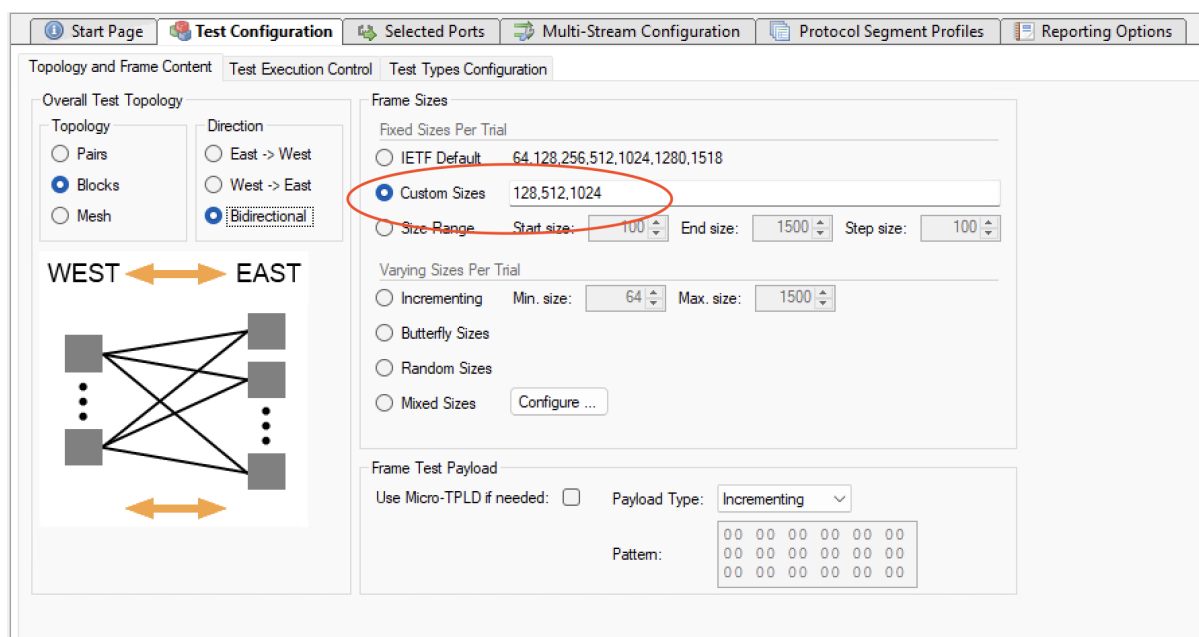 Start Page Test Configuration Selected Ports Multi-Stream Configuration Protocol Segment Profiles Reporting Options
Topology and Frame Content Test Execution Control Test Types Configuration
Overall Test Topology
Topology
Pairs
Blocks
Mesh
Direction
East -> West
West -> East
Bidirectional
WEST EAST
Frame Sizes
Fixed Sizes Per Trial
IETF Default 64,128,256,512,1024,1280,1518
Custom Sizes 128,512,1024
Size Range Start size: 100 End size: 1500 Step size: 100
Varying Sizes Per Trial
Incrementing Min. size: 64 Max. size: 1500
Butterfly Sizes
Random Sizes
Mixed Sizes Configure ...
Frame Test Payload
Use Micro-TPLD if needed: Payload Type: Incrementing
Pattern:
00 00 00 00 00 00
00 00 00 00 00 00
00 00 00 00 00 00